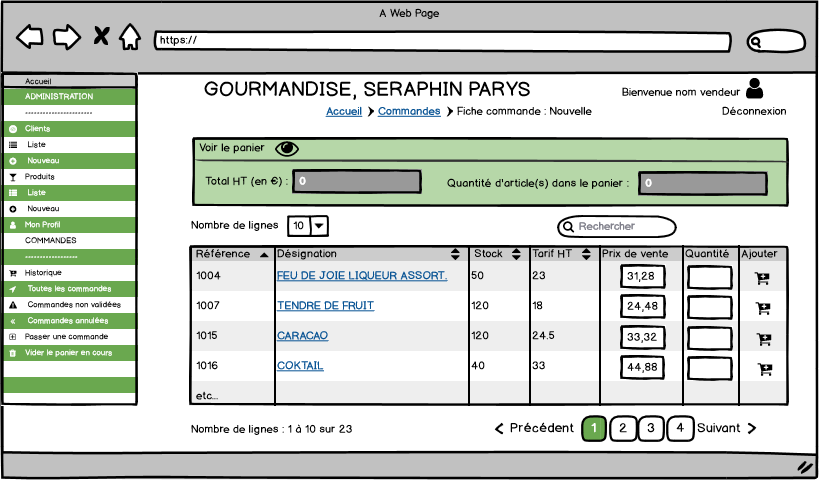 A Web Page
https://
Accueil
ADMINISTRATION
----------------------
Clients
Liste
Nouveau
Produits
Liste
Nouveau
Mon Profil
COMMANDES
-----------------
Historique
Toutes les commandes
Commandes non validées
Commandes annulées
Passer une commande
Vider le panier en cours
GOURMANDISE, SERAPHIN PARYS
Bienvenue nom vendeur
Accueil Commandes Fiche commande : Nouvelle
Déconnexion
Voir le panier
Total HT (en €) : 0 Quantité d'article(s) dans le panier : 0
Nombre de lignes 10 Rechercher
Référence Désignation Stock Tarif HT Prix de vente Quantité Ajouter
1004 FEU DE JOIE LIQUEUR ASSORT. 50 23 31,28
1007 TENDRE DE FRUIT 120 18 24,48
1015 CARACAO 120 24.5 33,32
1016 COKTAIL 40 33 44,88
etc...
Nombre de lignes : 1 à 10 sur 23 Précédent 1 2 3 4 Suivant